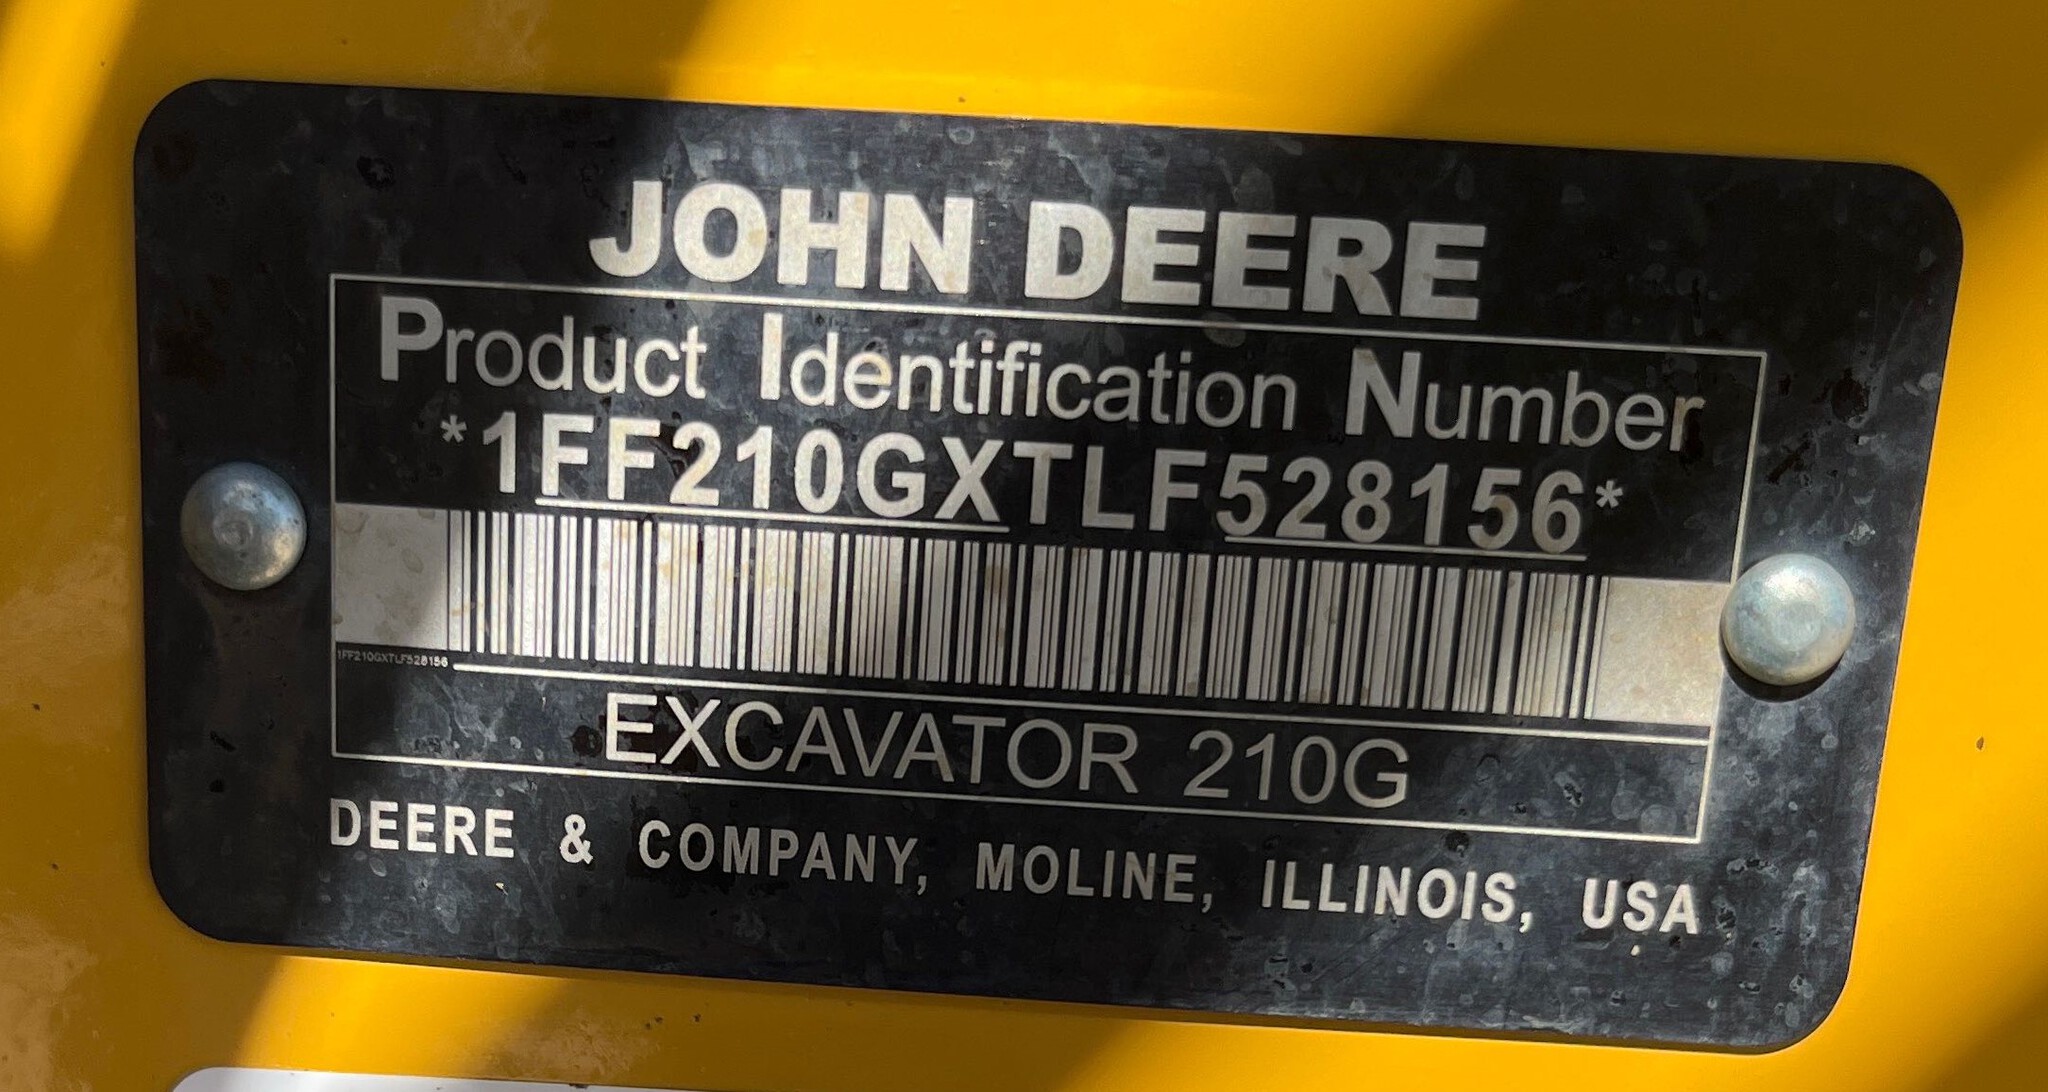 JOHN DEERE
Product Identification Number
*1FF210GXTLF528156*
1FF210GXTLF528156
EXCAVATOR 210G
DEERE & COMPANY, MOLINE, ILLINOIS, USA